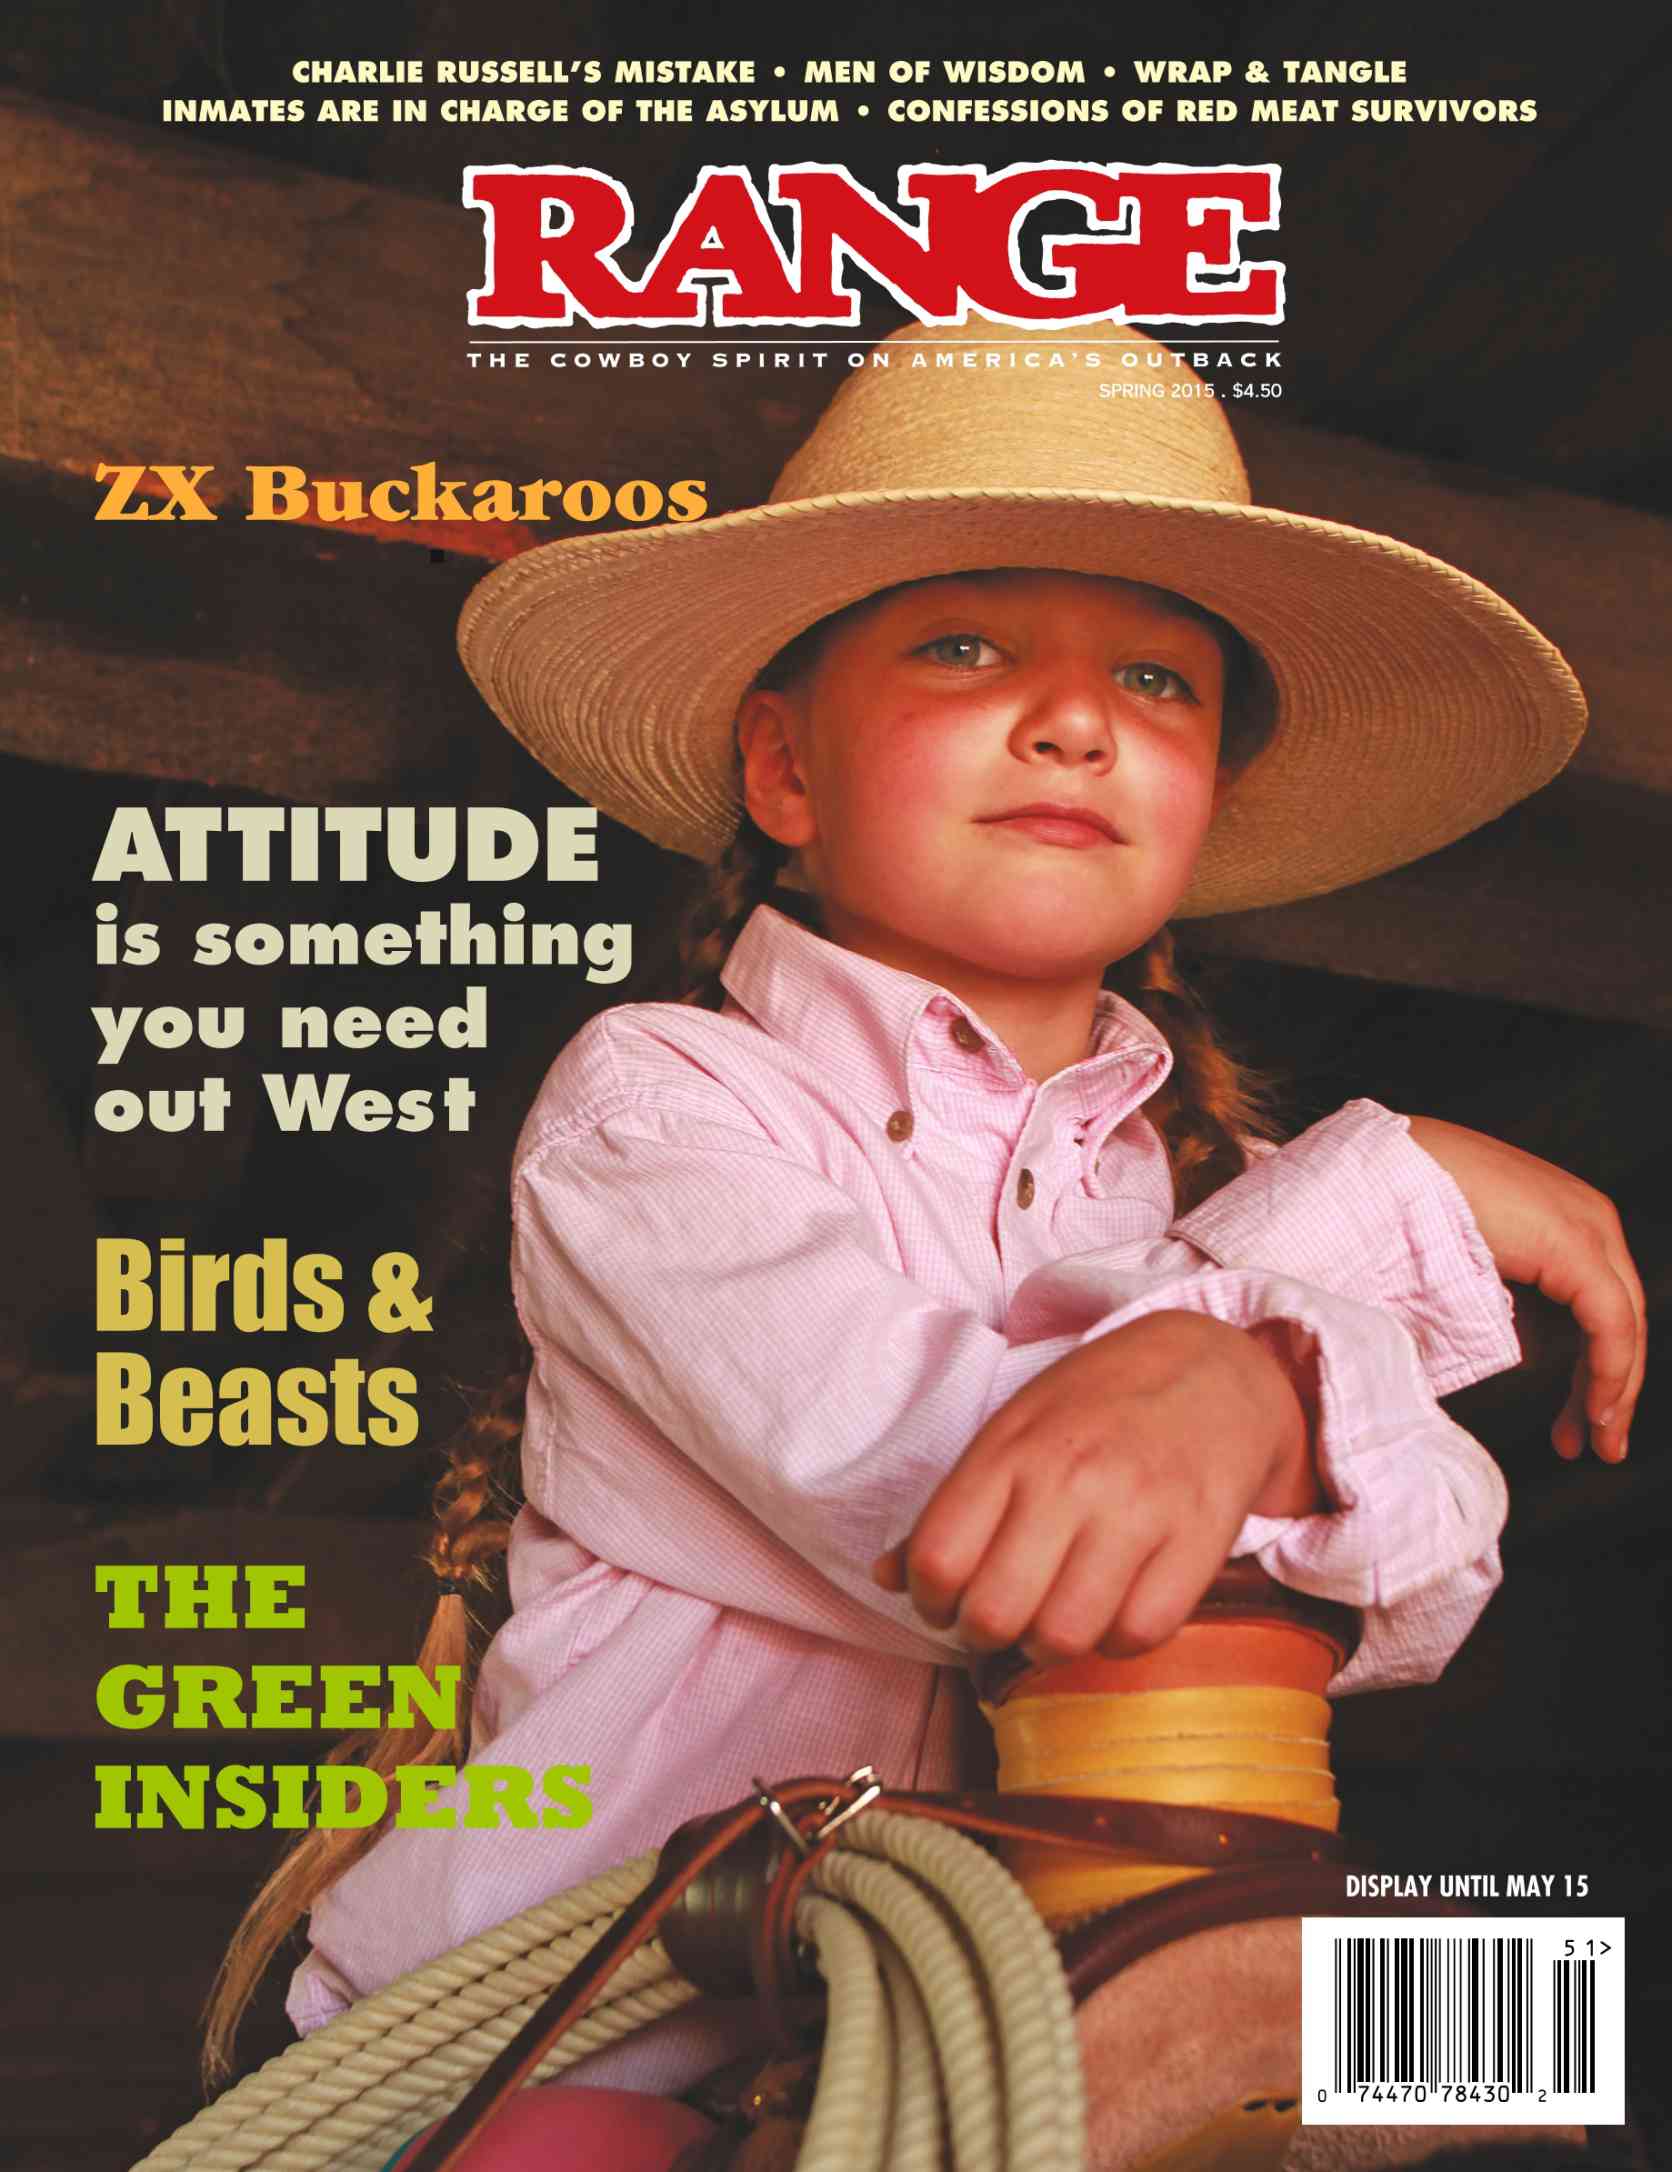 CHARLIE RUSSELL'S MISTAKE • MEN OF WISDOM • WRAP & TANGLE
INMATES ARE IN CHARGE OF THE ASYLUM • CONFESSIONS OF RED MEAT SURVIVORS
RANGE
THE COWBOY SPIRIT ON AMERICA'S OUTBACK
SPRING 2015 . $4.50
ZX Buckaroos
ATTITUDE
is something
you need
out West
Birds &
Beasts
THE
GREEN
INSIDERS
DISPLAY UNTIL MAY 15
5 1>
0 74470 78430 2